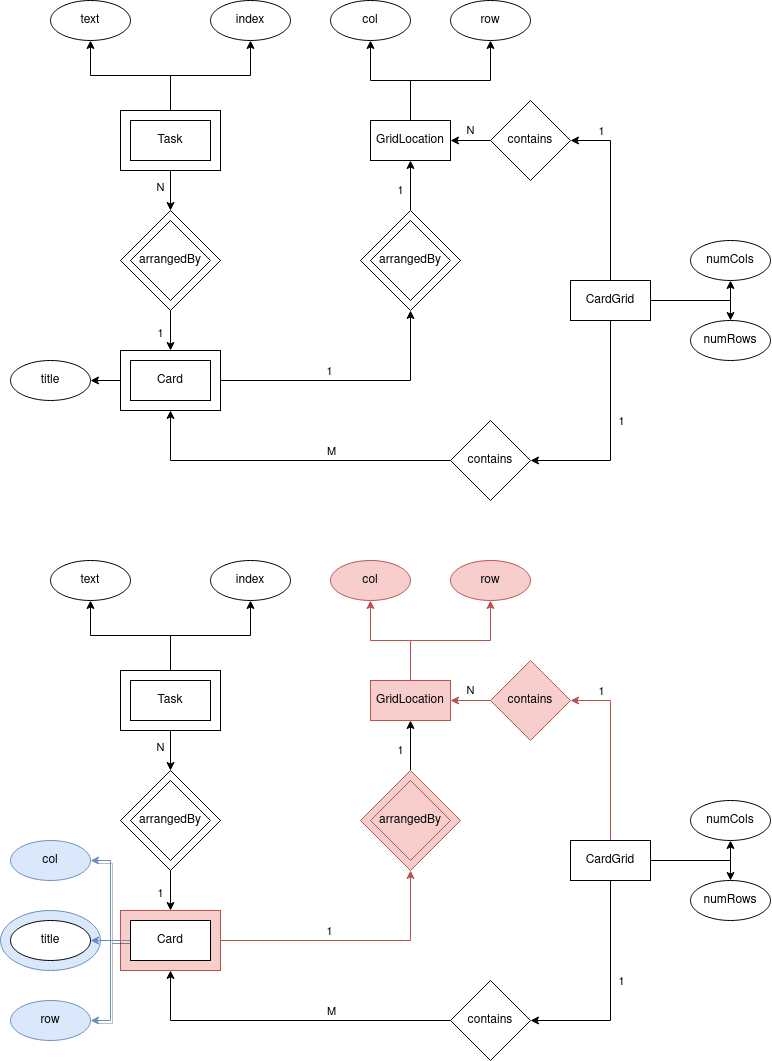 text
index
col
row
Task
GridLocation
N
contains
1
N
1
arrangedBy
arrangedBy
numCols
CardGrid
numRows
1
title
Card
1
1
M
contains
text
index
col
row
Task
GridLocation
N
contains
1
N
1
arrangedBy
arrangedBy
numCols
col
CardGrid
1
numRows
title
Card
1
1
row
M
contains